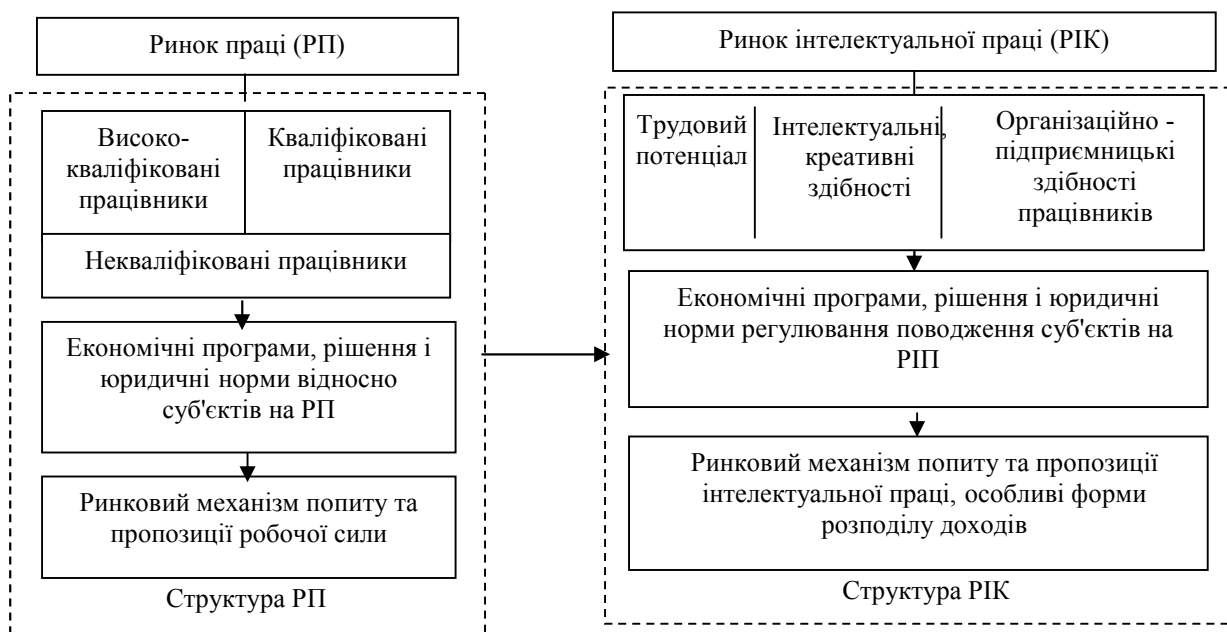 Ринок праці (РП)
Високо-
кваліфіковані
працівники
Кваліфіковані
працівники
Некваліфіковані працівники
Економічні програми, рішення і
юридичні норми відносно
суб'єктів на РП
Ринковий механізм попиту та
пропозиції робочої сили
Структура РП
Ринок інтелектуальної праці (РІК)
Трудовий
потенціал
Інтелектуальні,
креативні
здібності
Організаційно -
підприємницькі
здібності
працівників
Економічні програми, рішення і юридичні
норми регулювання поводження суб'єктів на
РІП
Ринковий механізм попиту та пропозиції
інтелектуальної праці, особливі форми
розподілу доходів
Структура РІК